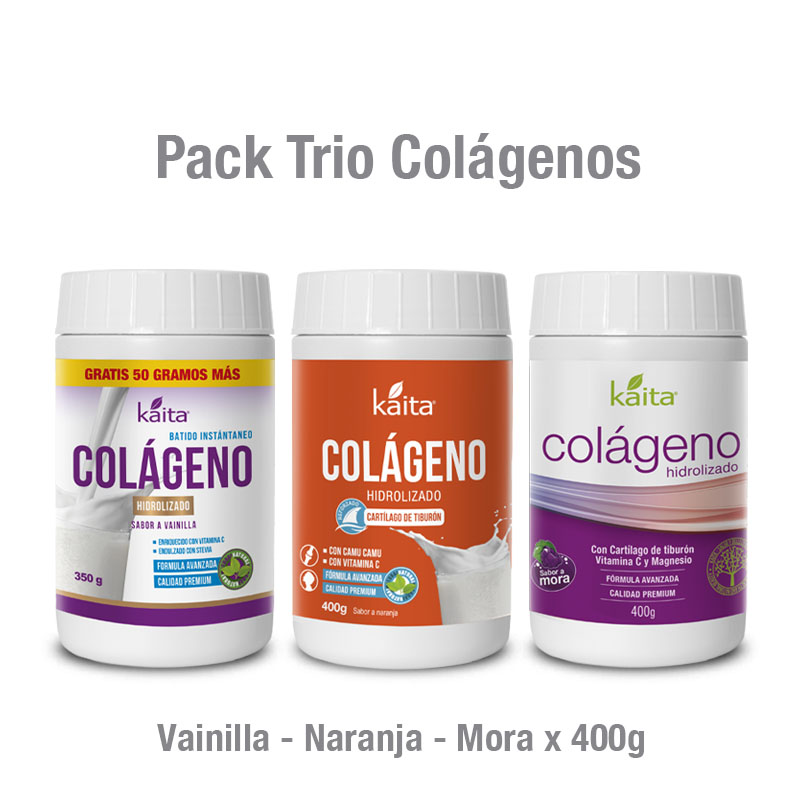 Pack Trio Colágenos
GRATIS 50 GRAMOS MÁS
kaita®
BATIDO INSTÁNTANEO
COLÁGENO
HIDROLIZADO
SABOR A VAINILLA
ENRIQUECIDO CON VITAMINA C
ENDULZADO CON STEVIA
FÓRMULA AVANZADA
CALIDAD PREMIUM
350 g
kaita®
COLÁGENO
HIDROLIZADO
REFORZADO
CARTÍLAGO DE TIBURÓN
• CON CAMU CAMU
• CON VITAMINA C
FÓRMULA AVANZADA
CALIDAD PREMIUM
NATURAL
400g Sabor a naranja
kaita®
colágeno
hidrolizado
Con Cartilago de tiburón
Vitamina C y Magnesio
Sabor a
mora
FÓRMULA AVANZADA
CALIDAD PREMIUM
400g
Vainilla - Naranja - Mora x 400g